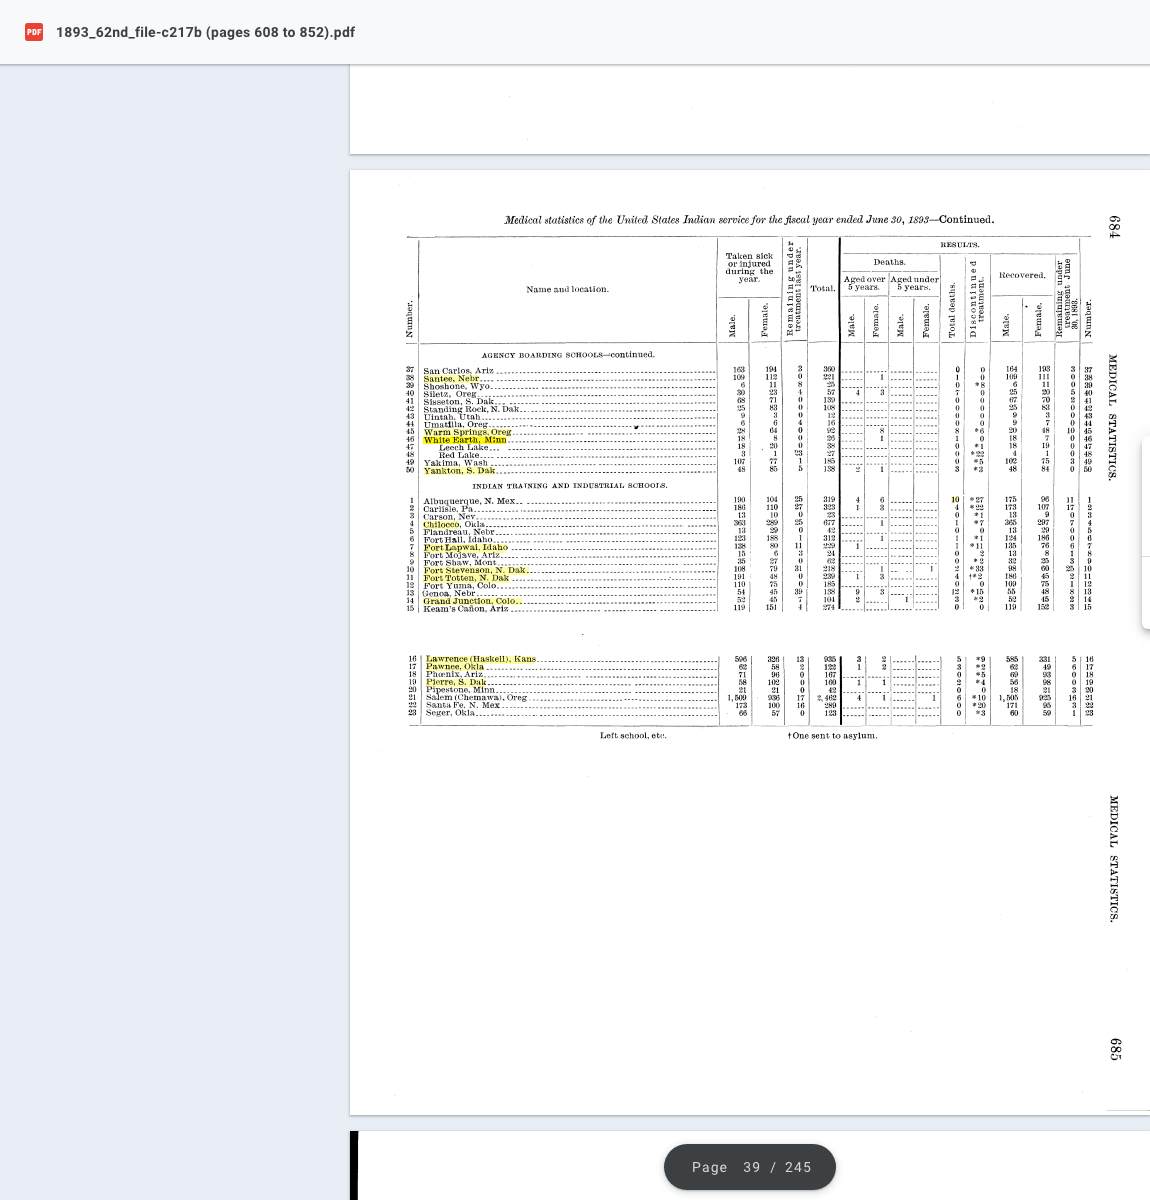 PDF 1893_62nd_file-c217b (pages 608 to 852).pdf
684
Medical statistics of the United States Indian service for the fiscal year ended June 30, 1893—Continued.
Number. Name and location. Taken sick or injured during the year. Male. Female. Remaining under treatment last year. Total. RESULTS. Deaths. Aged over 5 years. Male. Female. Aged under 5 years. Male. Female. Total deaths. Discontinued treatment. Recovered. Male. Female. Remaining under treatment June 30, 1893. Number.
AGENCY BOARDING SCHOOLS—continued.
37 San Carlos, Ariz 163 194 3 360 0 0 164 193 3 37
38 Santee, Nebr 109 112 0 221 1 1 0 109 111 0 38
39 Shoshone, Wyo 6 11 8 25 0 *8 6 11 0 39
40 Siletz, Oreg 30 23 4 57 4 3 7 0 25 20 5 40
41 Sisseton, S. Dak 68 71 0 139 0 0 67 70 2 41
42 Standing Rock, N. Dak 25 83 0 108 0 0 25 83 0 42
43 Uintah, Utah 9 3 0 12 0 0 9 3 0 43
44 Umatilla, Oreg 6 6 4 16 0 0 9 7 0 44
45 Warm Springs, Oreg 28 64 0 92 8 8 *6 20 48 10 45
46 White Earth, Minn 18 8 0 26 1 1 0 18 7 0 46
47 Leech Lake 18 20 0 38 0 *1 18 19 0 47
48 Red Lake 3 1 23 27 0 *22 4 1 0 48
49 Yakima, Wash 107 77 1 185 0 *5 102 75 3 49
50 Yankton, S. Dak 48 85 5 138 2 1 3 *3 48 84 0 50
INDIAN TRAINING AND INDUSTRIAL SCHOOLS.
1 Albuquerque, N. Mex 190 104 25 319 4 6 10 *27 175 96 11 1
2 Carlisle, Pa 186 110 27 323 1 3 4 *22 173 107 17 2
3 Carson, Nev 13 10 0 23 0 *1 13 9 0 3
4 Chilocco, Okla 363 289 25 677 1 1 *7 365 297 7 4
5 Flandreau, Nebr 13 29 0 42 0 0 13 29 0 5
6 Fort Hall, Idaho 123 188 1 312 1 1 *1 124 186 0 6
7 Fort Lapwai, Idaho 138 80 11 229 1 1 *11 135 76 6 7
8 Fort Mojave, Ariz 15 6 3 24 0 2 13 8 1 8
9 Fort Shaw, Mont 35 27 0 62 0 *2 32 25 3 9
10 Fort Stevenson, N. Dak 108 79 31 218 1 1 2 *33 98 60 25 10
11 Fort Totten, N. Dak 191 48 0 239 1 3 4 †*2 186 45 2 11
12 Fort Yuma, Colo 110 75 0 185 0 0 109 75 1 12
13 Genoa, Nebr 54 45 39 138 9 3 12 *15 55 48 8 13
14 Grand Junction, Colo 52 45 7 104 2 1 3 *2 52 45 2 14
15 Keam's Cañon, Ariz 119 151 4 274 0 0 119 152 3 15
16 Lawrence (Haskell), Kans 596 326 13 935 3 2 5 *9 585 331 5 16
17 Pawnee, Okla 62 58 2 122 1 2 3 *2 62 49 6 17
18 Phœnix, Ariz 71 96 0 167 0 *5 69 93 0 18
19 Pierre, S. Dak 58 102 0 160 1 1 2 *4 56 98 0 19
20 Pipestone, Minn 21 21 0 42 0 0 18 21 3 20
21 Salem (Chemawa), Oreg 1,509 936 17 2,462 4 1 1 6 *10 1,505 925 16 21
22 Santa Fe, N. Mex 173 100 16 289 0 *20 171 95 3 22
23 Seger, Okla 66 57 0 123 0 *3 60 59 1 23
Left school, etc. †One sent to asylum.
MEDICAL STATISTICS.
MEDICAL STATISTICS.
685
Page 39 / 245